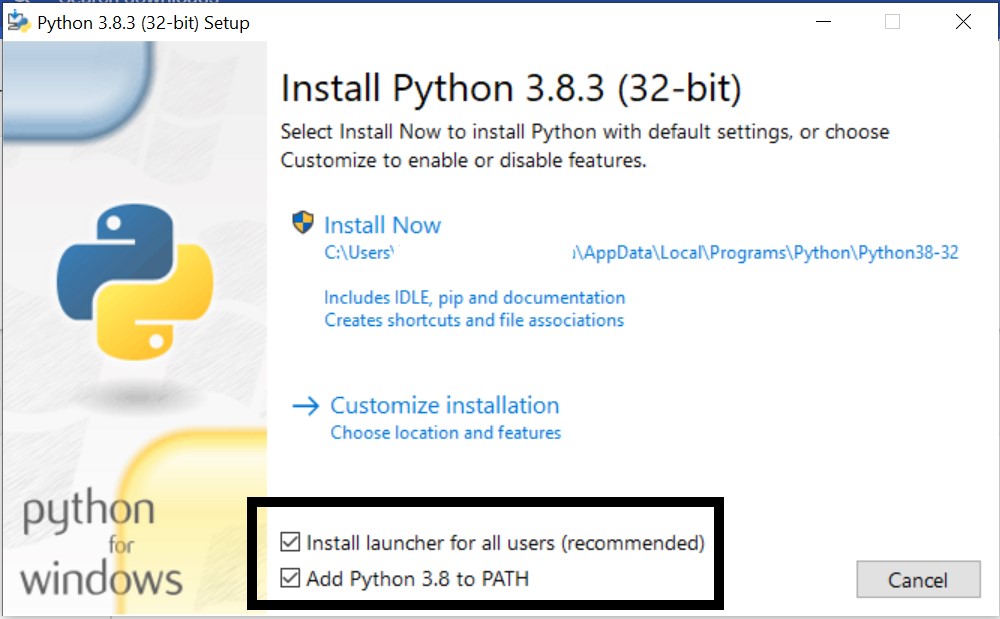 Python 3.8.3 (32-bit) Setup
Install Python 3.8.3 (32-bit)
Select Install Now to install Python with default settings, or choose
Customize to enable or disable features.
Install Now
C:\Users\ \AppData\Local\Programs\Python\Python38-32
Includes IDLE, pip and documentation
Creates shortcuts and file associations
Customize installation
Choose location and features
python
for
windows
Install launcher for all users (recommended)
Add Python 3.8 to PATH
Cancel